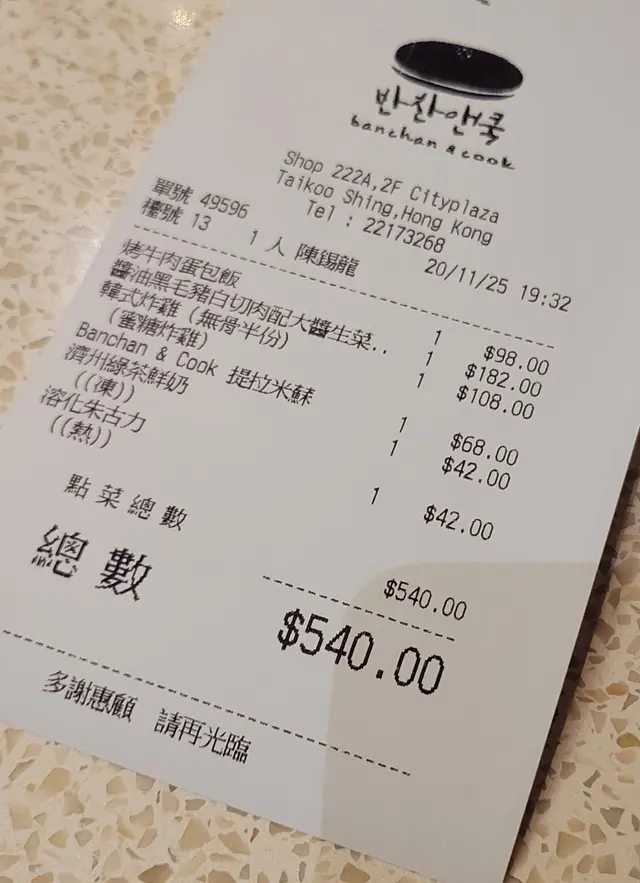 반찬앤쿡
banchan & cook
Shop 222A,2F Cityplaza
Taikoo Shing,Hong Kong
Tel : 22173268
單號 49596
檯號 13 1 人 陳錫龍 20/11/25 19:32
烤牛肉蛋包飯 1 $98.00
醬油黑毛豬白切肉配大醬生菜.. 1 $182.00
韓式炸雞 (無骨半份) 1 $108.00
(蜜糖炸雞)
Banchan & Cook 提拉米蘇 1 $68.00
濟州綠茶鮮奶 1 $42.00
((凍))
溶化朱古力 1 $42.00
((熱))
點菜總數 $540.00
總數 $540.00
多謝惠顧 請再光臨